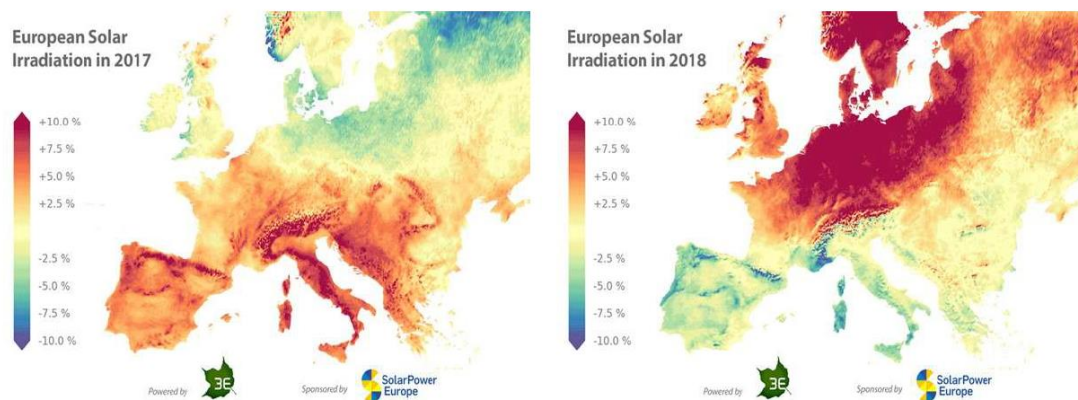 European Solar
Irradiation in 2017
+10.0 %
+7.5 %
+5.0 %
+2.5 %
-2.5 %
-5.0 %
-7.5 %
-10.0 %
Powered by
3E
Sponsored by
SolarPower
Europe
European Solar
Irradiation in 2018
+10.0 %
+7.5 %
+5.0 %
+2.5 %
-2.5 %
-5.0 %
-7.5 %
-10.0 %
Powered by
3E
Sponsored by
SolarPower
Europe